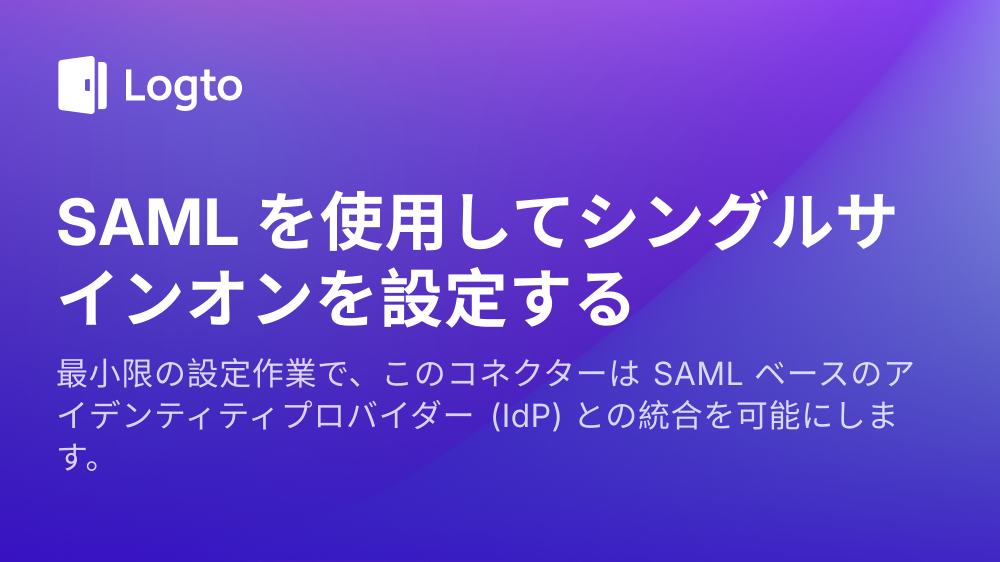 Logto
SAML を使用してシングルサ
インオンを設定する
最小限の設定作業で、このコネクターは SAML ベースのア
イデンティティプロバイダー (IdP) との統合を可能にしま
す。